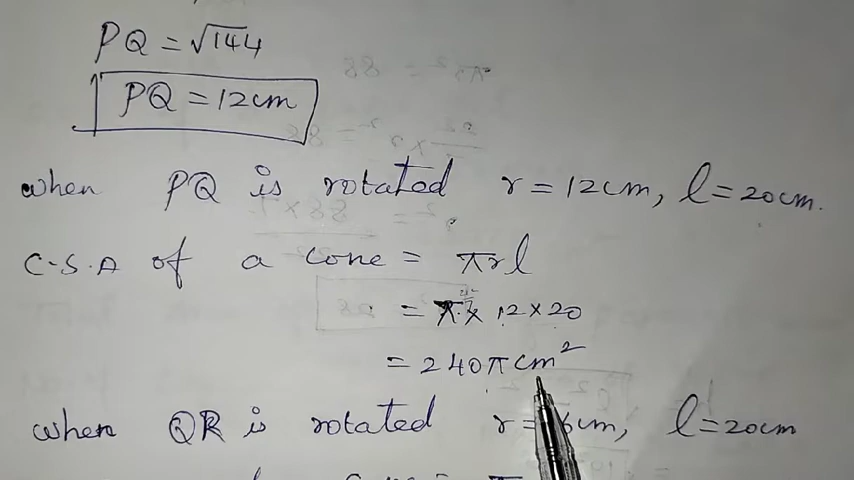 PQ = √144
PQ = 12cm
when PQ is rotated r = 12cm, l = 20cm.
C.S.A of a cone = πrl
= π × 12 × 20
= 240π cm²
when QR is rotated r = 16cm, l = 20cm